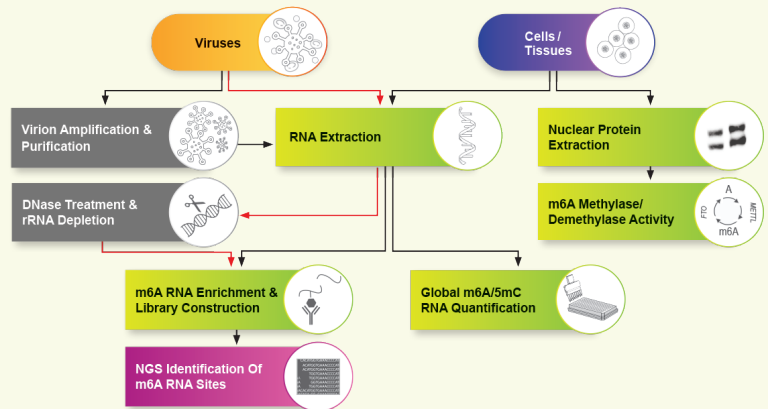 Viruses
Cells /
Tissues
Virion Amplification &
Purification
RNA Extraction
Nuclear Protein
Extraction
DNase Treatment &
rRNA Depletion
m6A Methylase/
Demethylase Activity
A
FTO
METTL
m6A
m6A RNA Enrichment &
Library Construction
Global m6A/5mC
RNA Quantification
NGS Identification Of
m6A RNA Sites